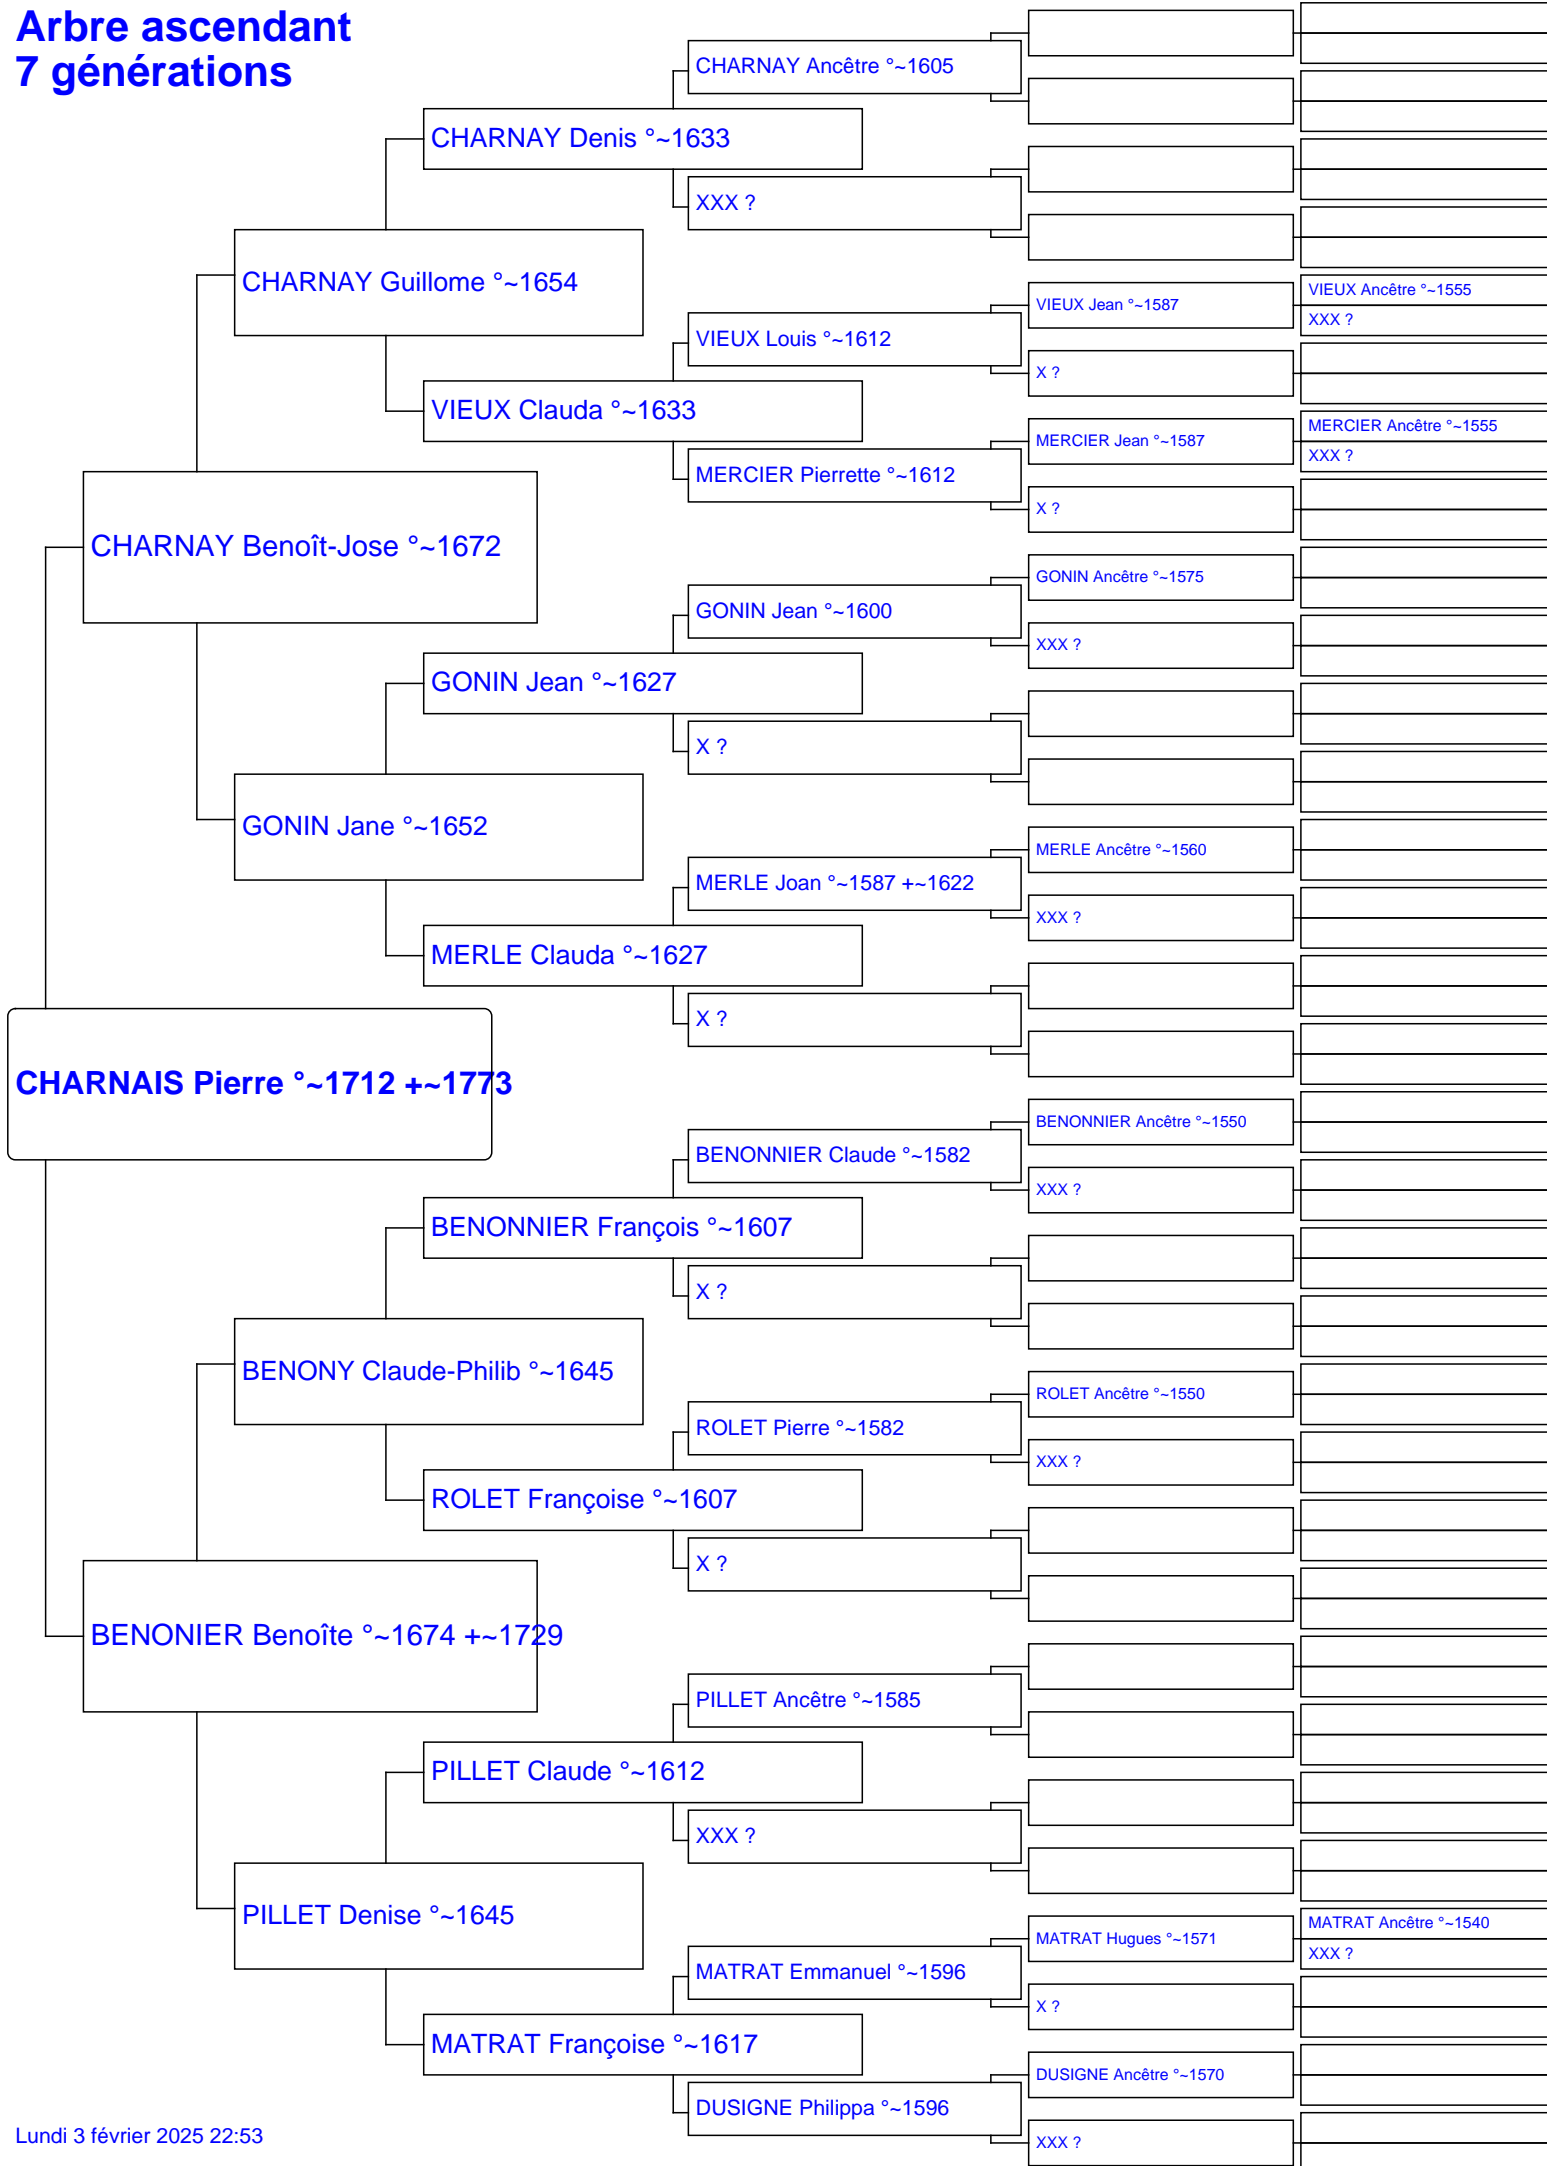 Arbre ascendant
7 générations
CHARNAY Ancêtre °~1605
CHARNAY Denis °~1633
XXX ?
CHARNAY Guillome °~1654
VIEUX Ancêtre °~1555
VIEUX Jean °~1587
XXX ?
VIEUX Louis °~1612
X ?
VIEUX Clauda °~1633
MERCIER Ancêtre °~1555
MERCIER Jean °~1587
XXX ?
MERCIER Pierrette °~1612
X ?
CHARNAY Benoît-Jose °~1672
GONIN Ancêtre °~1575
GONIN Jean °~1600
XXX ?
GONIN Jean °~1627
X ?
GONIN Jane °~1652
MERLE Ancêtre °~1560
MERLE Joan °~1587 +~1622
XXX ?
MERLE Clauda °~1627
X ?
CHARNAIS Pierre °~1712 +~1773
BENONNIER Ancêtre °~1550
BENONNIER Claude °~1582
XXX ?
BENONNIER François °~1607
X ?
BENONY Claude-Philib °~1645
ROLET Ancêtre °~1550
ROLET Pierre °~1582
XXX ?
ROLET Françoise °~1607
X ?
BENONIER Benoîte °~1674 +~1729
PILLET Ancêtre °~1585
PILLET Claude °~1612
XXX ?
PILLET Denise °~1645
MATRAT Ancêtre °~1540
MATRAT Hugues °~1571
XXX ?
MATRAT Emmanuel °~1596
X ?
MATRAT Françoise °~1617
DUSIGNE Ancêtre °~1570
DUSIGNE Philippa °~1596
XXX ?
Lundi 3 février 2025 22:53